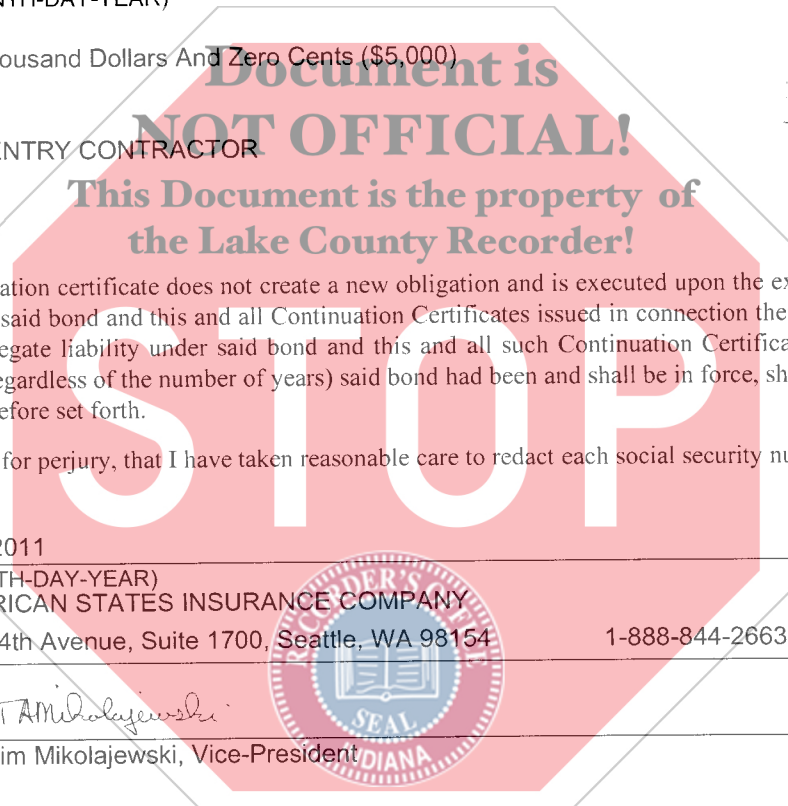 NTH-DAY-YEAR)
ousand Dollars And Zero Cents ($5,000)
Document is
NOT OFFICIAL!
ENTRY CONTRACTOR
This Document is the property of
the Lake County Recorder!
ation certificate does not create a new obligation and is executed upon the ex
said bond and this and all Continuation Certificates issued in connection the
egate liability under said bond and this and all such Continuation Certifica
egardless of the number of years) said bond had been and shall be in force, sh
efore set forth.
STOP
for perjury, that I have taken reasonable care to redact each social security nu
2011
TH-DAY-YEAR)
RICAN STATES INSURANCE COMPANY
4th Avenue, Suite 1700, Seattle, WA 98154 1-888-844-2663
RECORDER'S OFFICE
SEAL
INDIANA
TAMikolajewski
im Mikolajewski, Vice-President